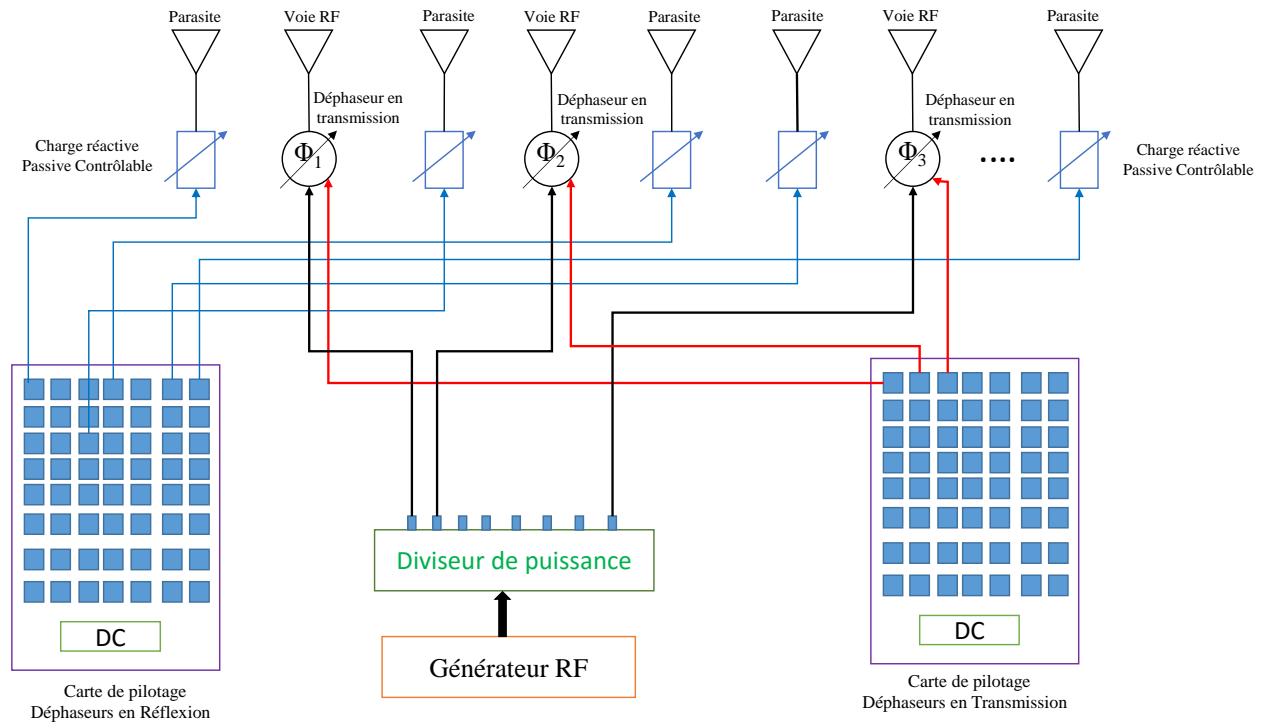 Parasite
Voie RF
Parasite
Voie RF
Parasite
Parasite
Voie RF
Parasite
Déphaseur en
transmission
Déphaseur en
transmission
Déphaseur en
transmission
Charge réactive
Passive Contrôlable
Φ1
Φ2
Φ3
....
Charge réactive
Passive Contrôlable
Diviseur de puissance
DC
Générateur RF
DC
Carte de pilotage
Déphaseurs en Réflexion
Carte de pilotage
Déphaseurs en Transmission